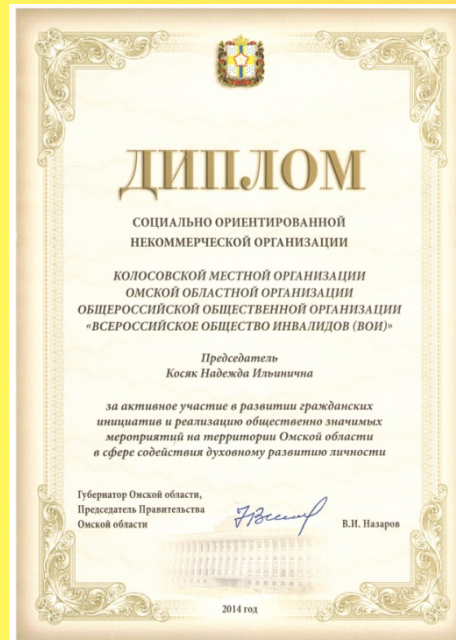 ДИПЛОМ
СОЦИАЛЬНО ОРИЕНТИРОВАННОЙ
НЕКОММЕРЧЕСКОЙ ОРГАНИЗАЦИИ
КОЛОСОВСКОЙ МЕСТНОЙ ОРГАНИЗАЦИИ
ОМСКОЙ ОБЛАСТНОЙ ОРГАНИЗАЦИИ
ОБЩЕРОССИЙСКОЙ ОБЩЕСТВЕННОЙ ОРГАНИЗАЦИИ
«ВСЕРОССИЙСКОЕ ОБЩЕСТВО ИНВАЛИДОВ (ВОИ)»
Председатель
Косяк Надежда Ильинична
за активное участие в развитии гражданских
инициатив и реализацию общественно значимых
мероприятий на территории Омской области
в сфере содействия духовному развитию личности
Губернатор Омской области,
Председатель Правительства
Омской области
В.И. Назаров
2014 год